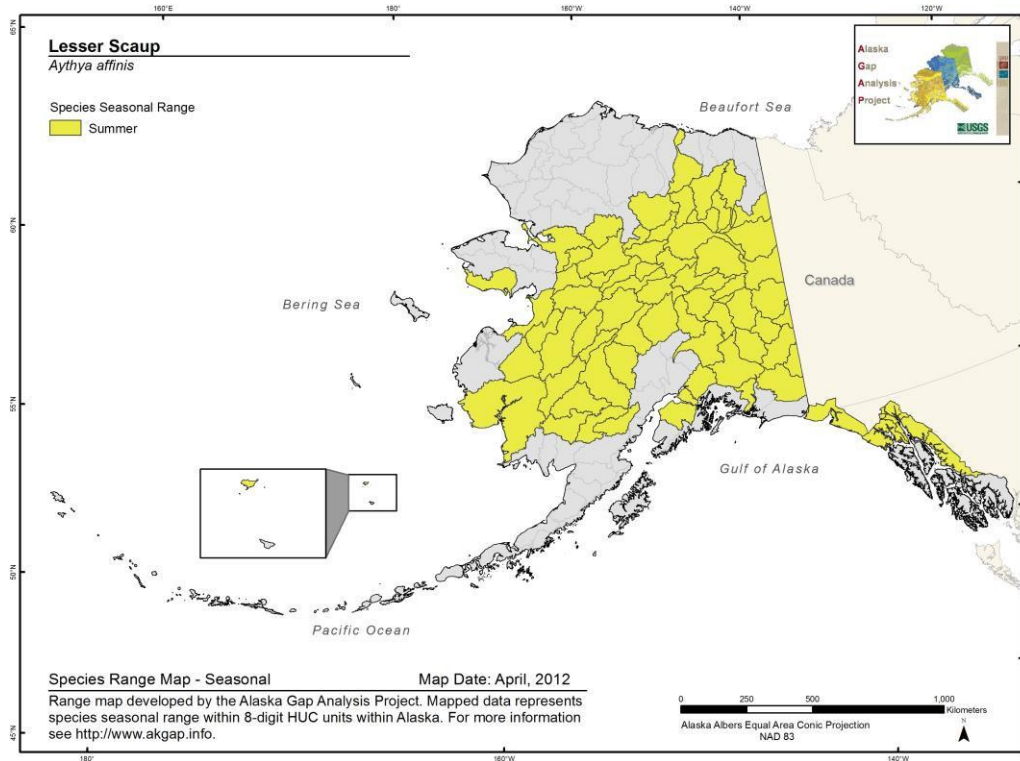 160°E
180°
160°W
140°W
120°W
65°N
Lesser Scaup
Aythya affinis
Species Seasonal Range
Summer
Alaska
Gap
Analysis
Project
USGS
Beaufort Sea
60°N
60°N
Canada
Bering Sea
55°N
55°N
Gulf of Alaska
50°N
50°N
Pacific Ocean
Species Range Map - Seasonal Map Date: April, 2012
Range map developed by the Alaska Gap Analysis Project. Mapped data represents
species seasonal range within 8-digit HUC units within Alaska. For more information
see http://www.akgap.info.
0 250 500 1,000
Kilometers
Alaska Albers Equal Area Conic Projection
NAD 83
N
45°N
180°
160°W
140°W